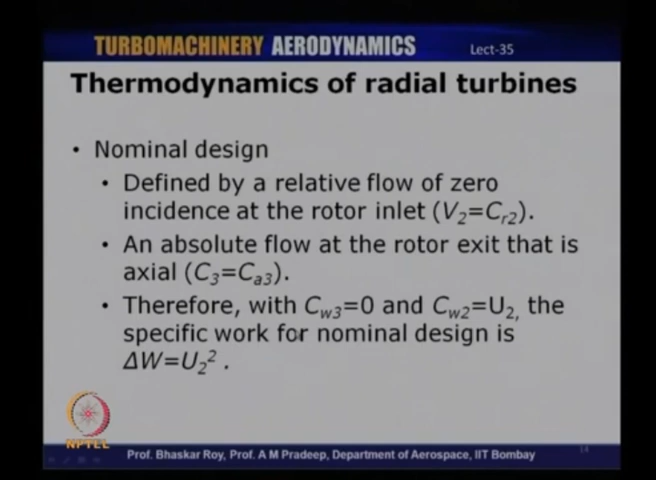 TURBOMACHINERY AERODYNAMICS Lect-35
Thermodynamics of radial turbines
• Nominal design
• Defined by a relative flow of zero
incidence at the rotor inlet (V₂=Cᵣ₂).
• An absolute flow at the rotor exit that is
axial (C₃=Cₐ₃).
• Therefore, with C_w3=0 and C_w2=U₂, the
specific work for nominal design is
ΔW=U₂² .
NPTEL
Prof. Bhaskar Roy, Prof. A M Pradeep, Department of Aerospace, IIT Bombay
14